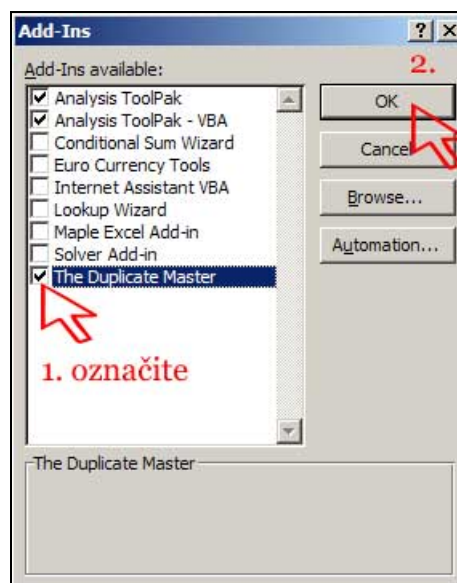 Add-Ins
Add-Ins available:
2.
Analysis ToolPak
OK
Analysis ToolPak - VBA
Conditional Sum Wizard
Cancel
Euro Currency Tools
Internet Assistant VBA
Browse...
Lookup Wizard
Maple Excel Add-in
Automation...
Solver Add-in
The Duplicate Master
1. označite
The Duplicate Master